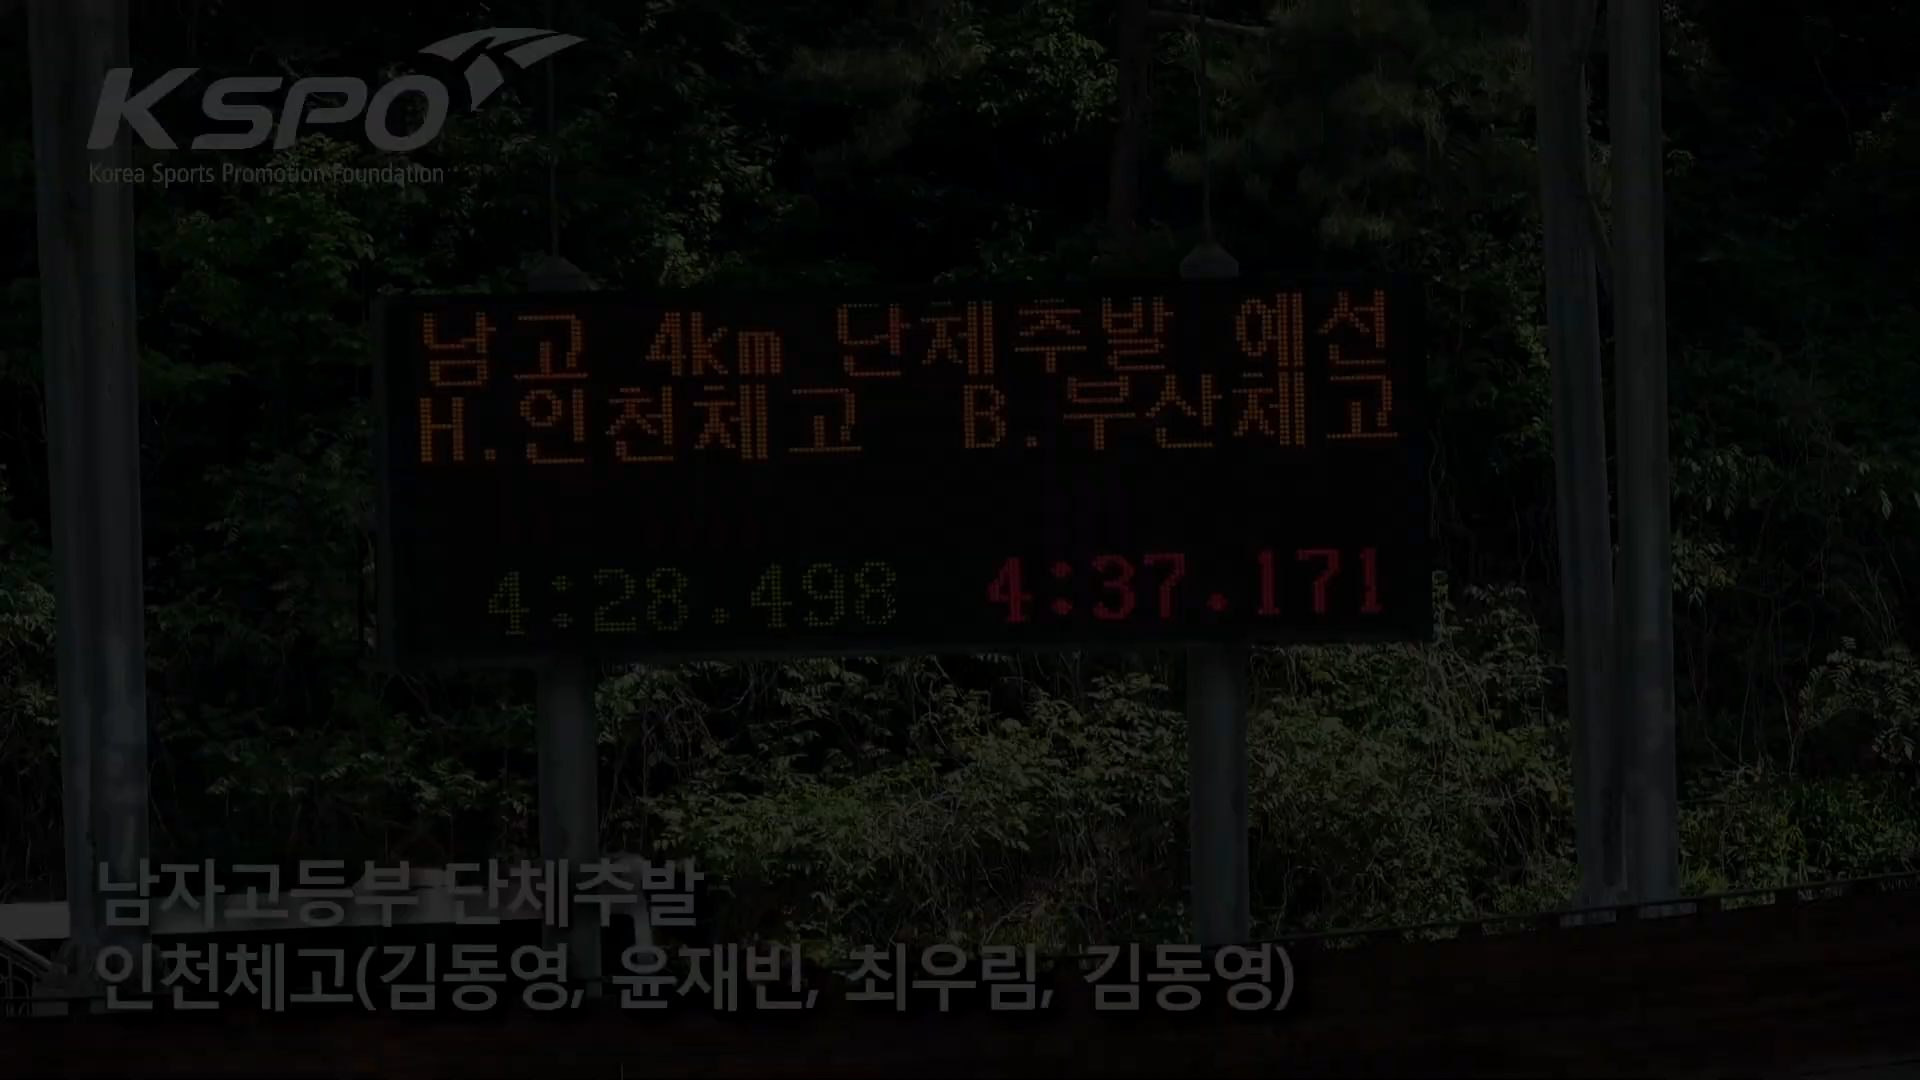 KSPO
Korea Sports Promotion Foundation
남고 4km 단체추발 예선
H.인천체고 B.부산체고
4:28.498 4:37.171
남자고등부 단체추발
인천체고(김동영, 윤재빈, 최우림, 김동영)